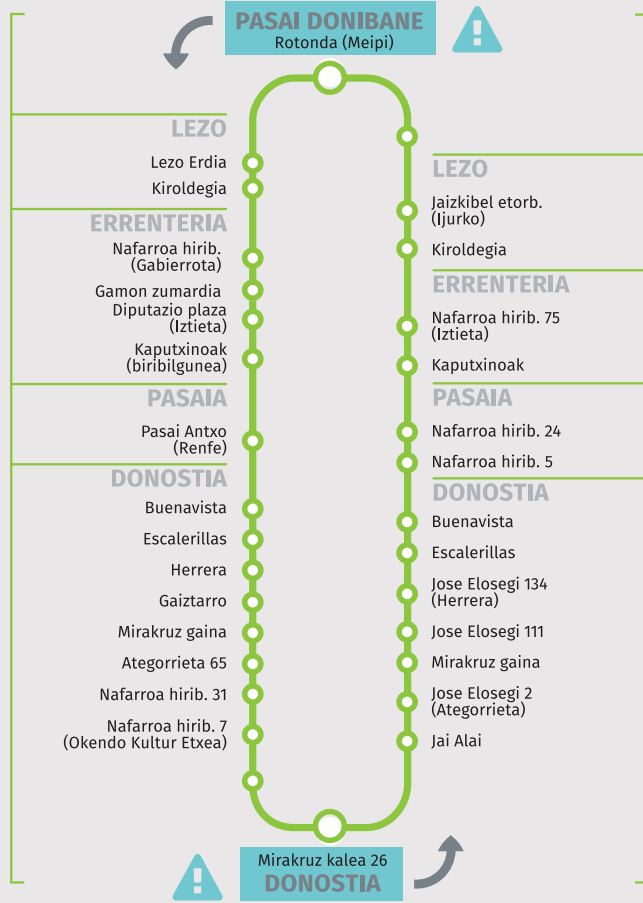 PASAI DONIBANE
Rotonda (Meipi)
LEZO
Lezo Erdia
Kiroldegia
ERRENTERIA
Nafarroa hirib.
(Gabierrota)
Gamon zumardia
Diputazio plaza
(Iztieta)
Kaputxinoak
(biribilgunea)
PASAIA
Pasai Antxo
(Renfe)
DONOSTIA
Buenavista
Escalerillas
Herrera
Gaiztarro
Mirakruz gaina
Ategorrieta 65
Nafarroa hirib. 31
Nafarroa hirib. 7
(Okendo Kultur Etxea)
LEZO
Jaizkibel etorb.
(Ijurko)
Kiroldegia
ERRENTERIA
Nafarroa hirib. 75
(Iztieta)
Kaputxinoak
PASAIA
Nafarroa hirib. 24
Nafarroa hirib. 5
DONOSTIA
Buenavista
Escalerillas
Jose Elosegi 134
(Herrera)
Jose Elosegi 111
Mirakruz gaina
Jose Elosegi 2
(Ategorrieta)
Jai Alai
Mirakruz kalea 26
DONOSTIA